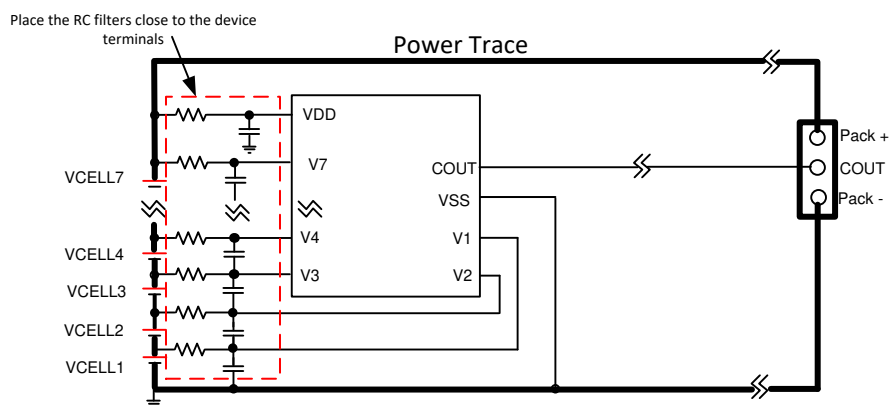 Place the RC filters close to the device
terminals
Power Trace
VDD
Pack +
V7
COUT
COUT
VCELL7
VSS
Pack -
V4
V1
VCELL4
V3
V2
VCELL3
VCELL2
VCELL1